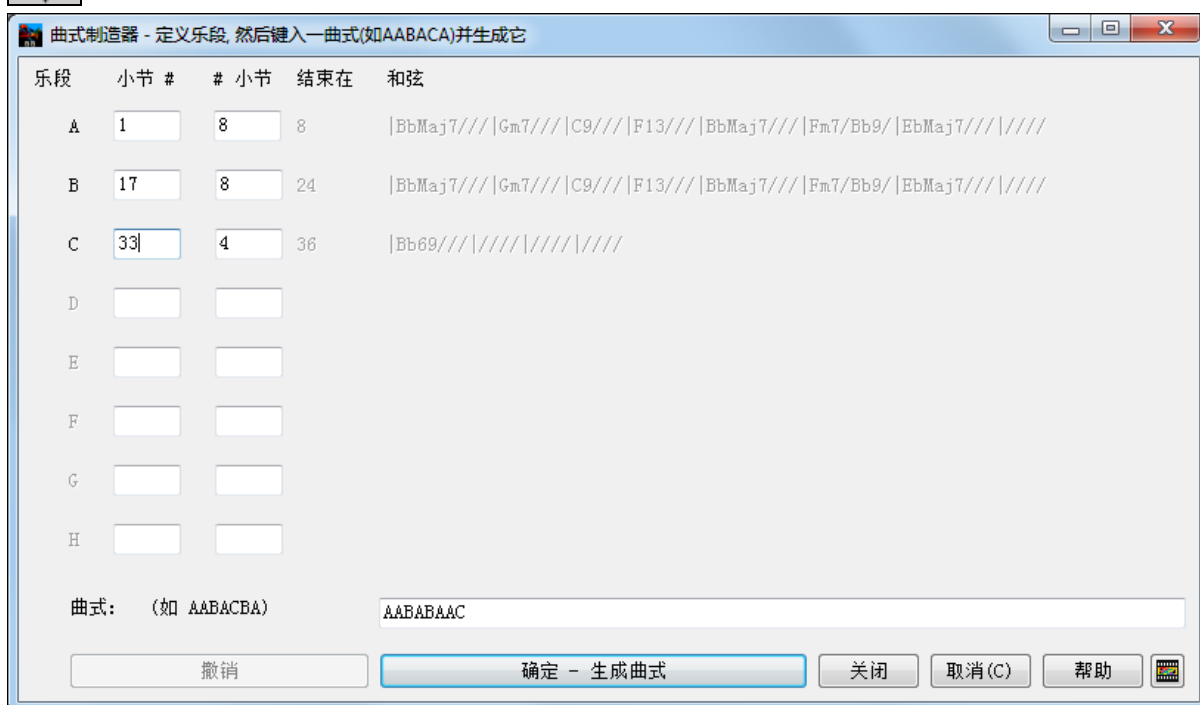 曲式制造器 - 定义乐段, 然后键入一曲式(如AABACA)并生成它
乐段 小节 # # 小节 结束在 和弦
A 1 8 8 |BbMaj7///|Gm7///|C9///|F13///|BbMaj7///|Fm7/Bb9/|EbMaj7///|////
B 17 8 24 |BbMaj7///|Gm7///|C9///|F13///|BbMaj7///|Fm7/Bb9/|EbMaj7///|////
C 33 4 36 |Bb69///|////|////|////
D
E
F
G
H
曲式: (如 AABACBA) AABABAAC
撤销 确定 - 生成曲式 关闭 取消(C) 帮助